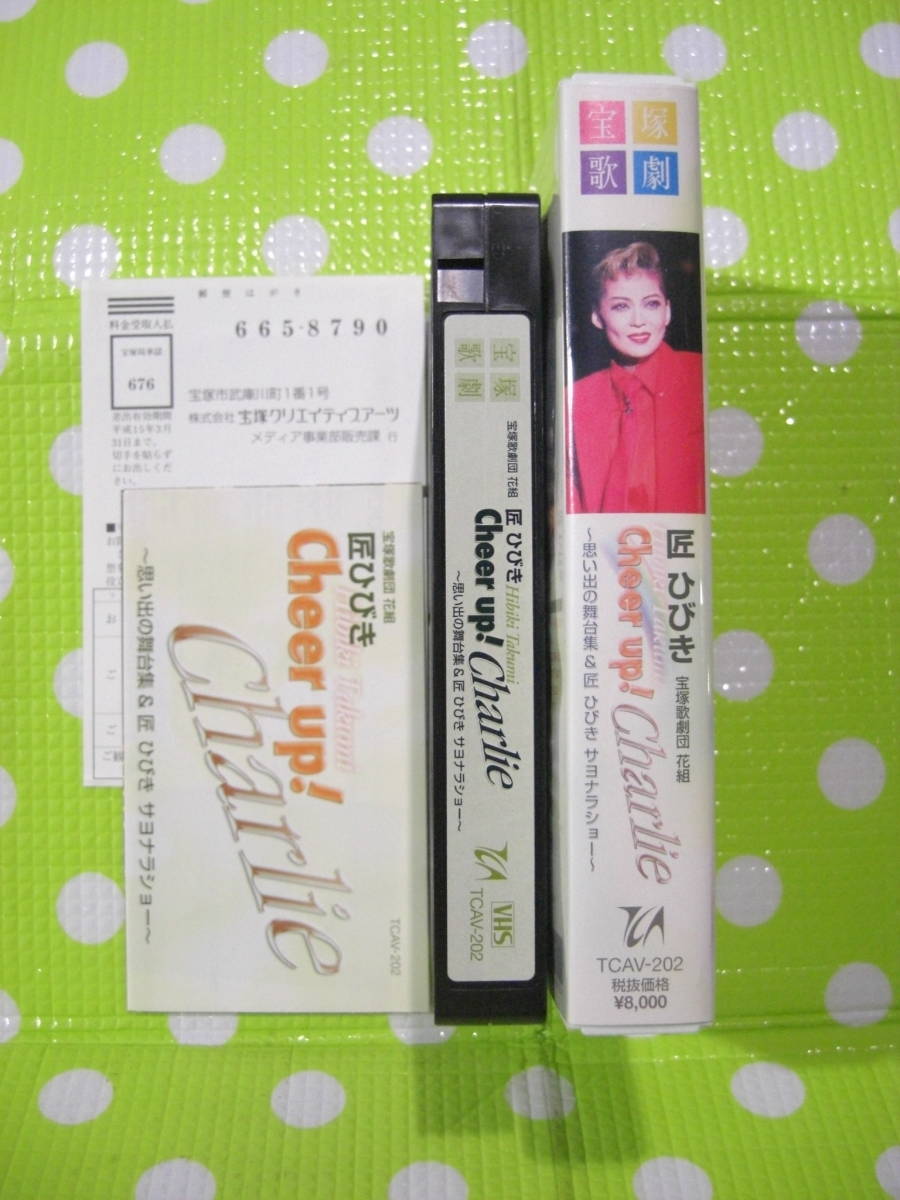 郵便はがき
料金受取人払
665-8790
宝塚局承認
676
差出有効期間
平成15年3月
31日まで。
切手を貼らず
にお出しくだ
さい。
宝塚市武庫川町1番1号
株式会社 宝塚クリエイティブアーツ
メディア事業部販売課 行
宝塚歌劇団 花組
匠ひびき
Hibiki Takumi
Cheer up!
Charlie
~思い出の舞台集 & 匠 ひびき サヨナラショー~
TCAV-202
宝塚
歌劇
宝塚歌劇団 花組
匠 ひびき Hibiki Takumi
Cheer up! Charlie
~思い出の舞台集 & 匠 ひびき サヨナラショー~
VHS
TCAV-202
宝塚
歌劇
匠 ひびき 宝塚歌劇団 花組
Hibiki Takumi
Cheer up! Charlie
~思い出の舞台集 & 匠 ひびき サヨナラショー~
TCAV-202
税抜価格
¥8,000